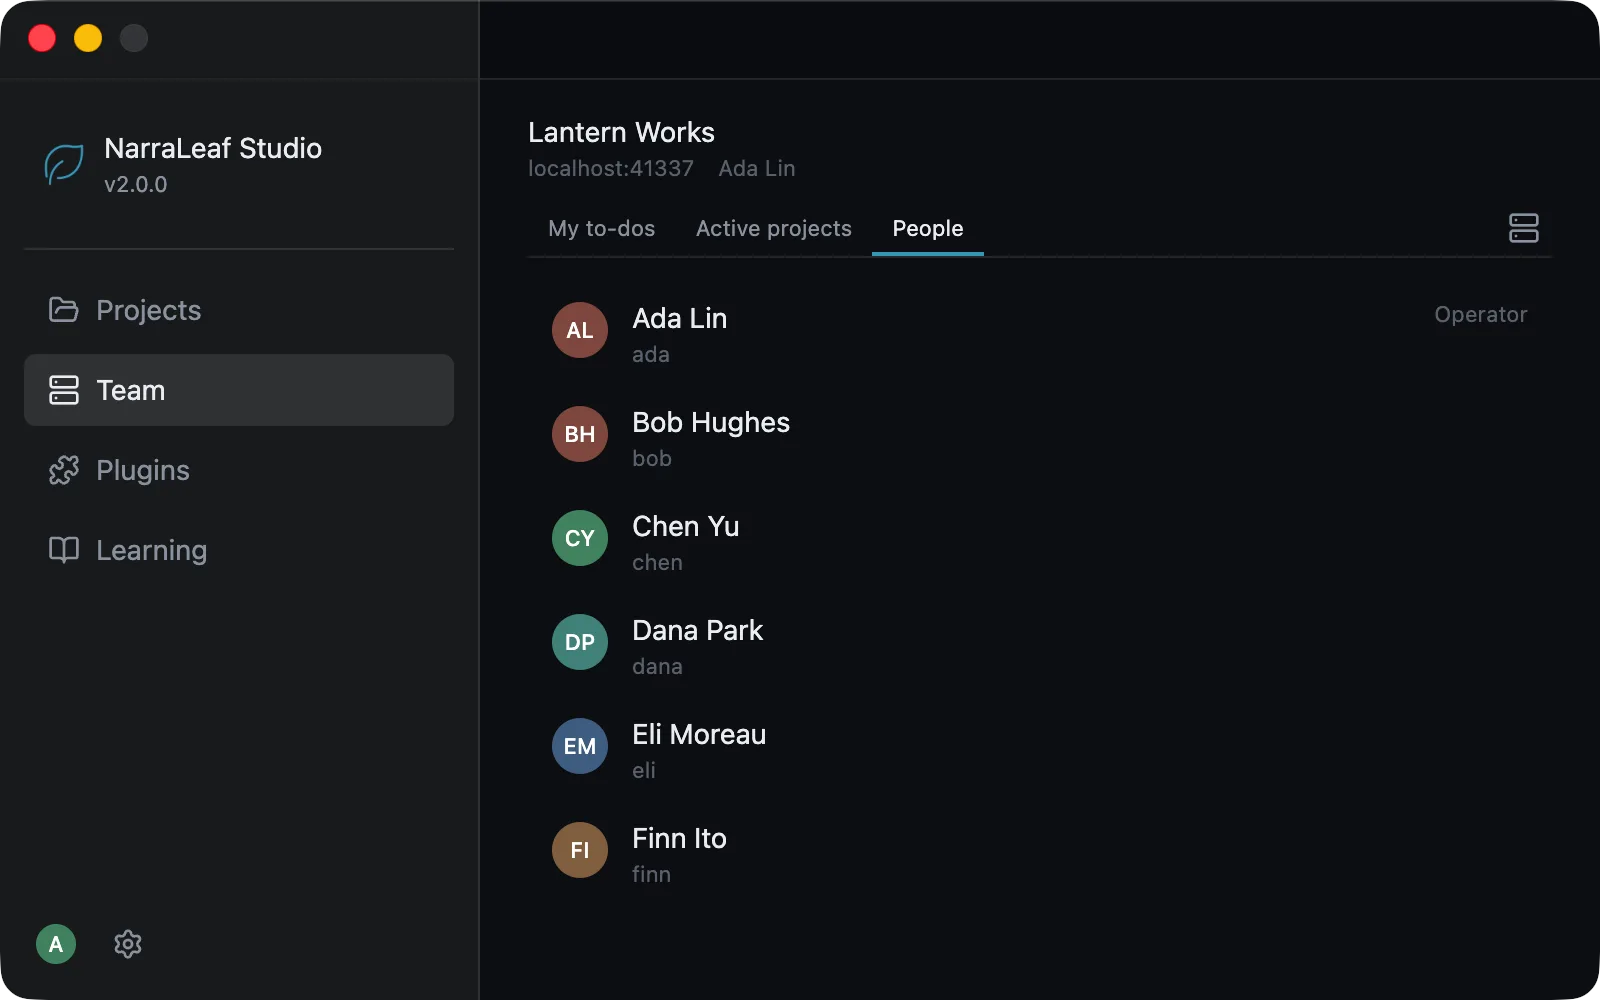 NarraLeaf Studio
v2.0.0
Projects
Team
Plugins
Learning
A
Lantern Works
localhost:41337 Ada Lin
My to-dos Active projects People
AL Ada Lin Operator
ada
BH Bob Hughes
bob
CY Chen Yu
chen
DP Dana Park
dana
EM Eli Moreau
eli
FI Finn Ito
finn